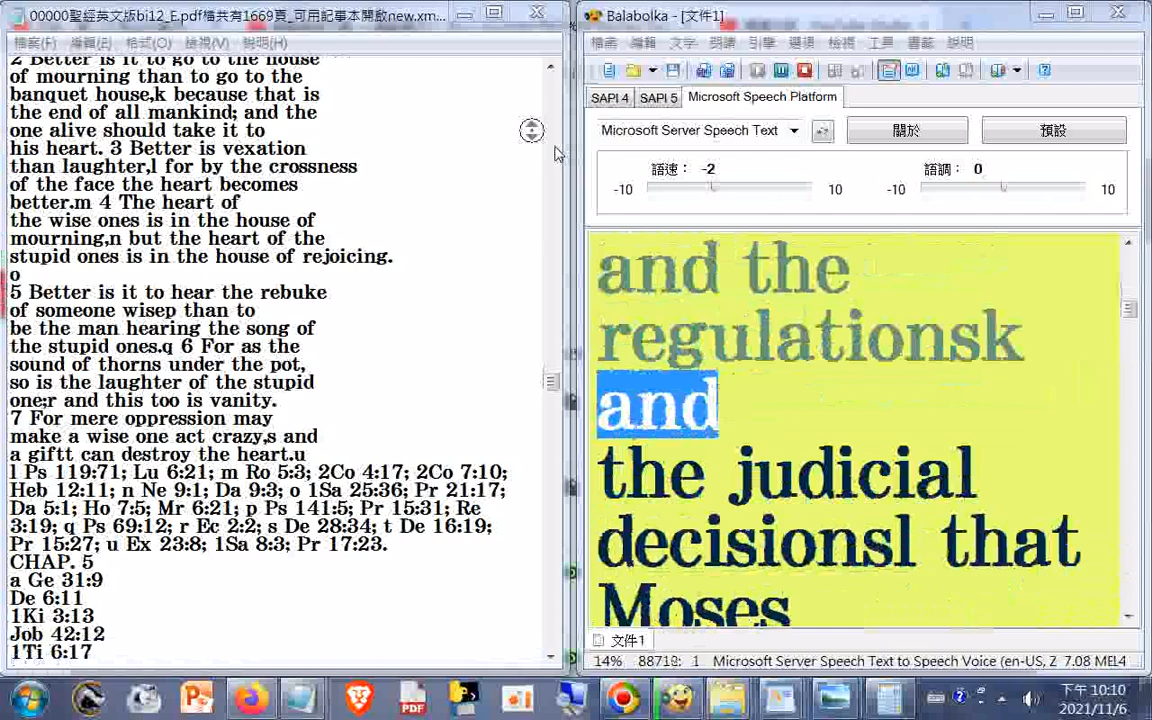 00000聖經英文版bi12_E.pdf檔共有1669頁_可用記事本開啟new.xm...
檔案(F) 編輯(E) 格式(O) 檢視(V) 說明(H)
2 Better is it to go to the house
of mourning than to go to the
banquet house,k because that is
the end of all mankind; and the
one alive should take it to
his heart. 3 Better is vexation
than laughter,l for by the crossness
of the face the heart becomes
better.m 4 The heart of
the wise ones is in the house of
mourning,n but the heart of the
stupid ones is in the house of rejoicing.
o
5 Better is it to hear the rebuke
of someone wisep than to
be the man hearing the song of
the stupid ones.q 6 For as the
sound of thorns under the pot,
so is the laughter of the stupid
one;r and this too is vanity.
7 For mere oppression may
make a wise one act crazy,s and
a giftt can destroy the heart.u
l Ps 119:71; Lu 6:21; m Ro 5:3; 2Co 4:17; 2Co 7:10;
Heb 12:11; n Ne 9:1; Da 9:3; o 1Sa 25:36; Pr 21:17;
Da 5:1; Ho 7:5; Mr 6:21; p Ps 141:5; Pr 15:31; Re
3:19; q Ps 69:12; r Ec 2:2; s De 28:34; t De 16:19;
Pr 15:27; u Ex 23:8; 1Sa 8:3; Pr 17:23.
CHAP. 5
a Ge 31:9
De 6:11
1Ki 3:13
Job 42:12
1Ti 6:17
Balabolka - [文件1]
檔案 編輯 文字 朗讀 引擎 選項 檢視 工具 書籤 說明
SAPI 4 SAPI 5 Microsoft Speech Platform
Microsoft Server Speech Text 關於 預設
語速： -2 語調： 0
-10 10 -10 10
and the
regulationsk
and
the judicial
decisionsl that
Moses
文件1
14% 88718: 1 Microsoft Server Speech Text to Speech Voice (en-US, Z 7.08 MEL4
PDF
下午 10:10
2021/11/6